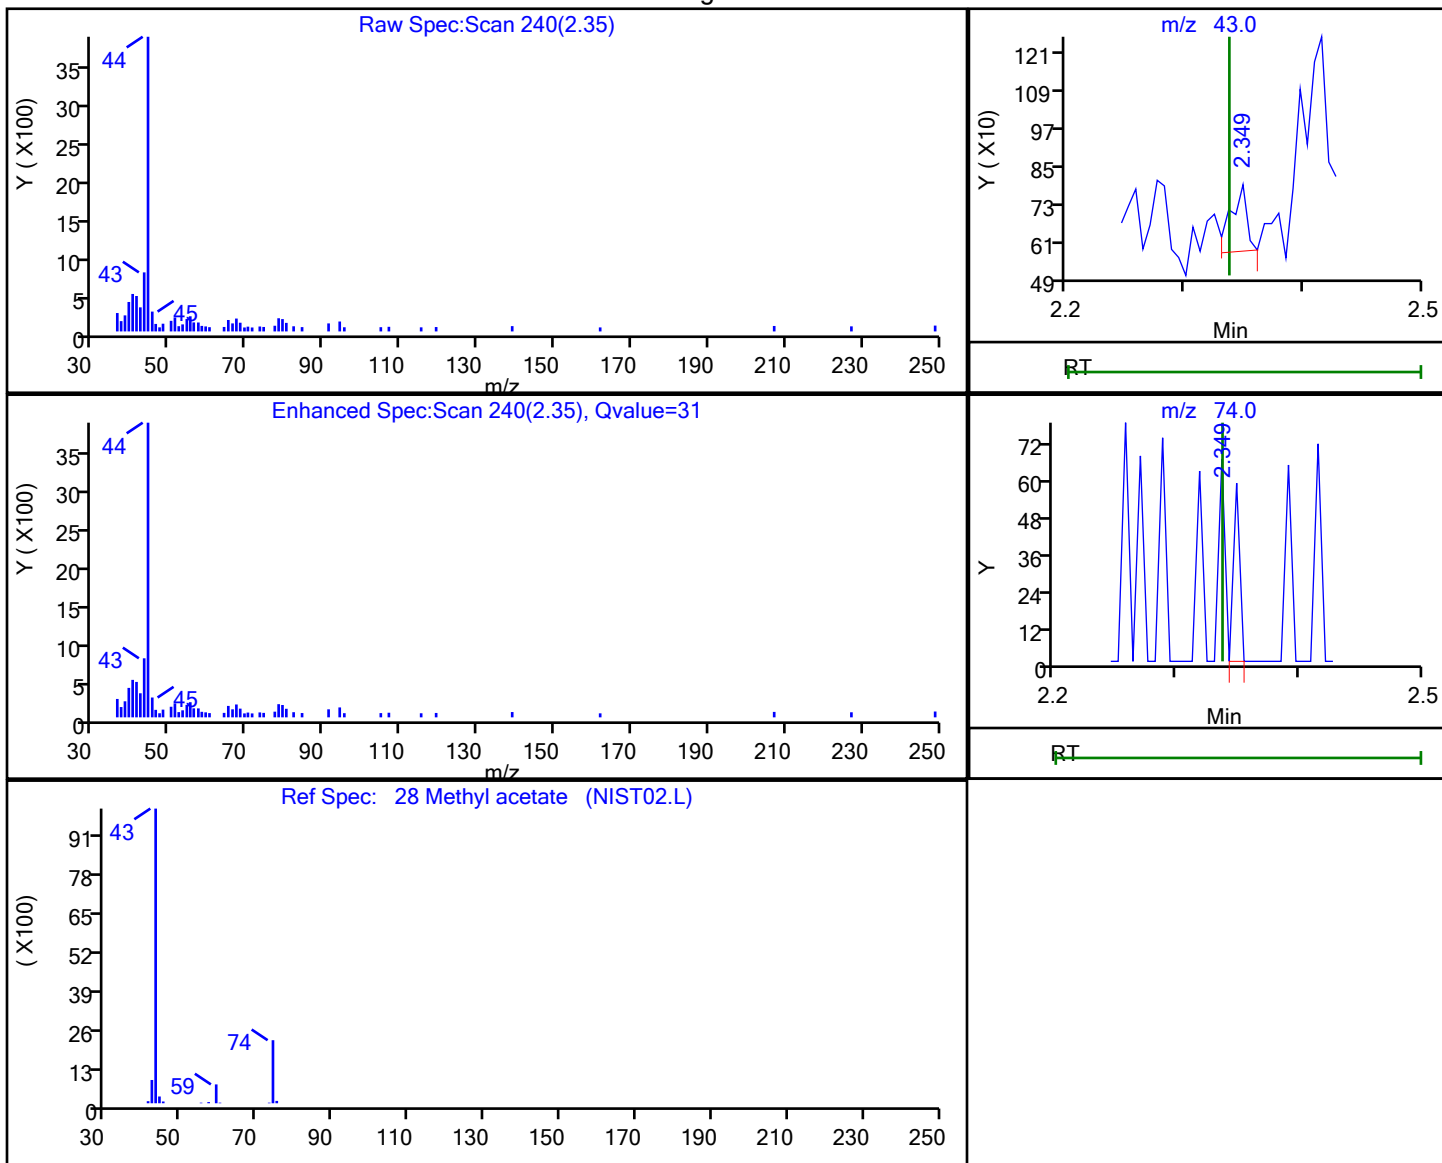 Raw Spec:Scan 240(2.35)
Y ( X100)
35
30
25
20
15
10
5
0
44
43
45
30 50 70 90 110 130 150 170 190 210 230 250
m/z
m/z 43.0
Y ( X10)
121
109
97
85
73
61
49
2.349
2.2 2.5
Min
RT
Enhanced Spec:Scan 240(2.35), Qvalue=31
Y ( X100)
35
30
25
20
15
10
5
0
44
43
45
30 50 70 90 110 130 150 170 190 210 230 250
m/z
m/z 74.0
Y
72
60
48
36
24
12
0
2.349
2.2 2.5
Min
RT
Ref Spec: 28 Methyl acetate (NIST02.L)
( X100)
91
78
65
52
39
26
13
0
43
59
74
30 50 70 90 110 130 150 170 190 210 230 250